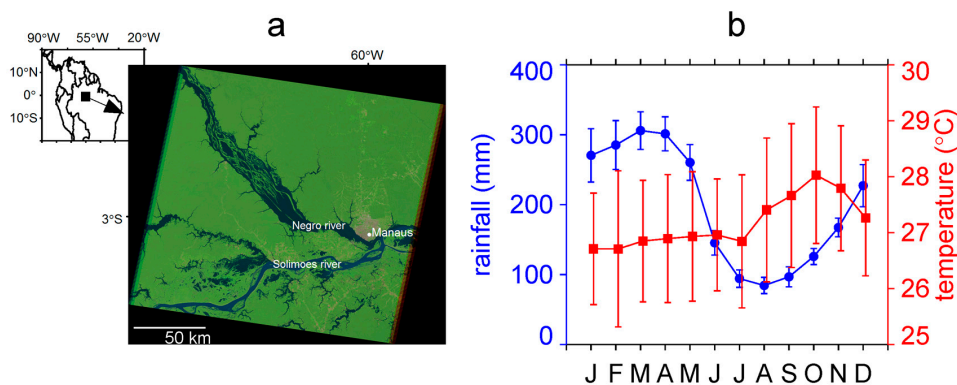 a
90°W 55°W 20°W
10°N
0°
10°S
60°W
3°S
Negro river
Manaus
Solimoes river
50 km
b
rainfall (mm)
400
300
200
100
0
temperature (°C)
30
29
28
27
26
25
J F M A M J J A S O N D